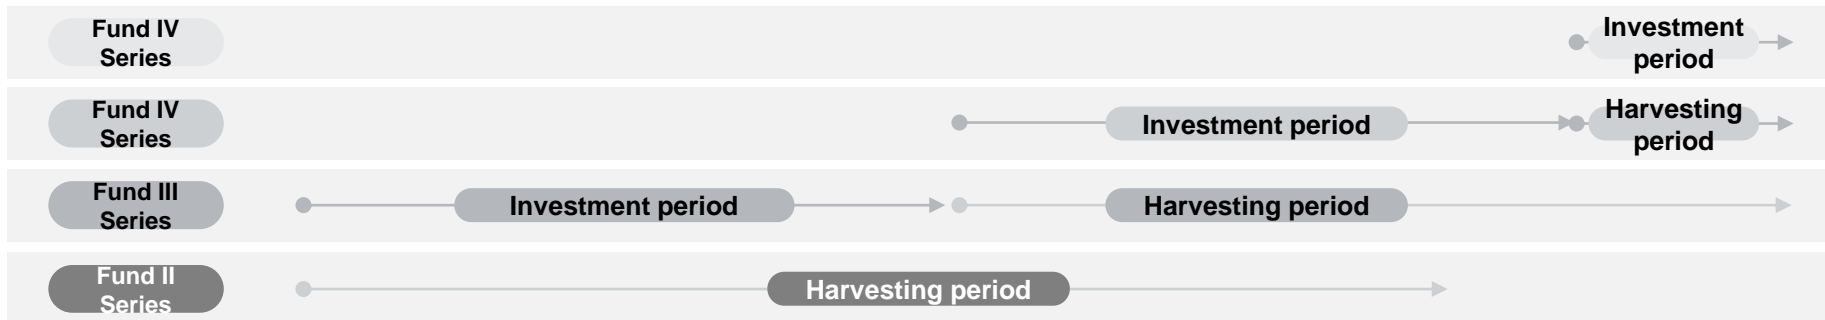 Fund IV
Series
Investment
period
Fund IV
Series
Investment period
Harvesting
period
Fund III
Series
Investment period
Harvesting period
Fund II
Series
Harvesting period